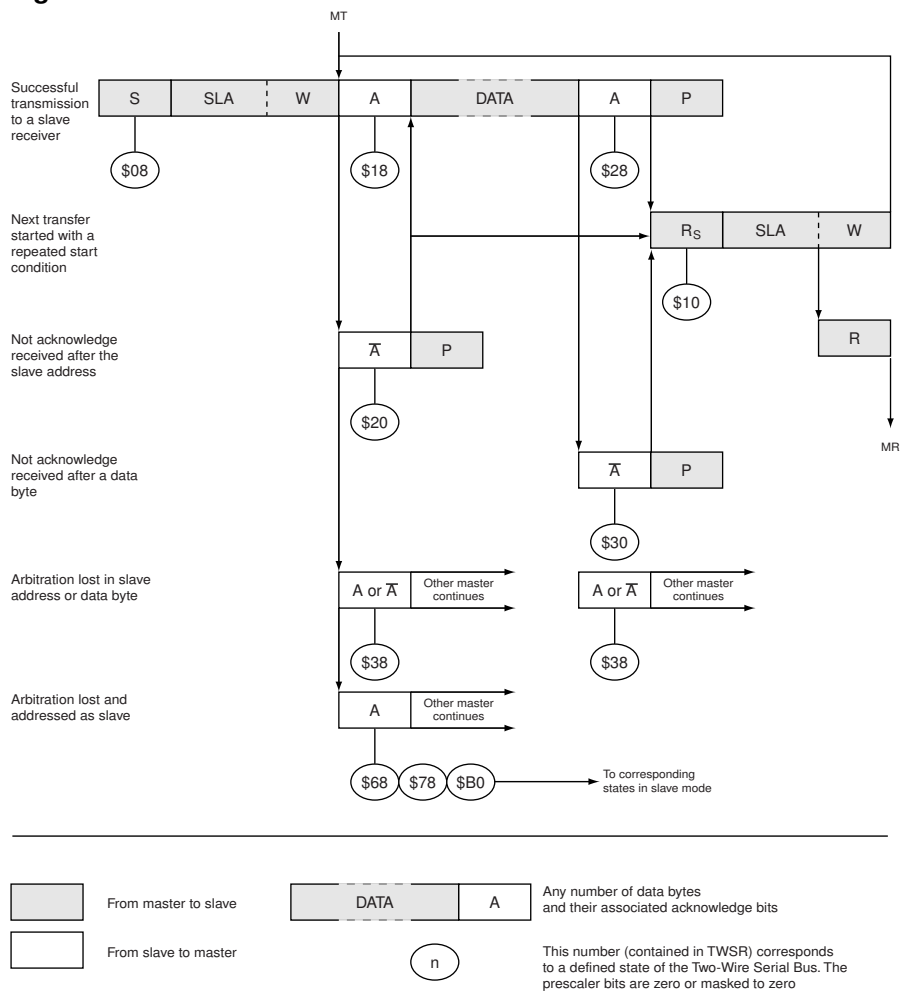 MT
Successful
transmission
to a slave
receiver
S SLA W A DATA A P
$08 $18 $28
Next transfer
started with a
repeated start
condition
RS SLA W
$10
Not acknowledge
received after the
slave address
A̅ P
R
$20
MR
Not acknowledge
received after a data
byte
A̅ P
$30
Arbitration lost in slave
address or data byte
A or A̅ Other master
continues
A or A̅ Other master
continues
$38 $38
Arbitration lost and
addressed as slave
A Other master
continues
$68 $78 $B0
To corresponding
states in slave mode
From master to slave
DATA A
Any number of data bytes
and their associated acknowledge bits
From slave to master
n
This number (contained in TWSR) corresponds
to a defined state of the Two-Wire Serial Bus. The
prescaler bits are zero or masked to zero